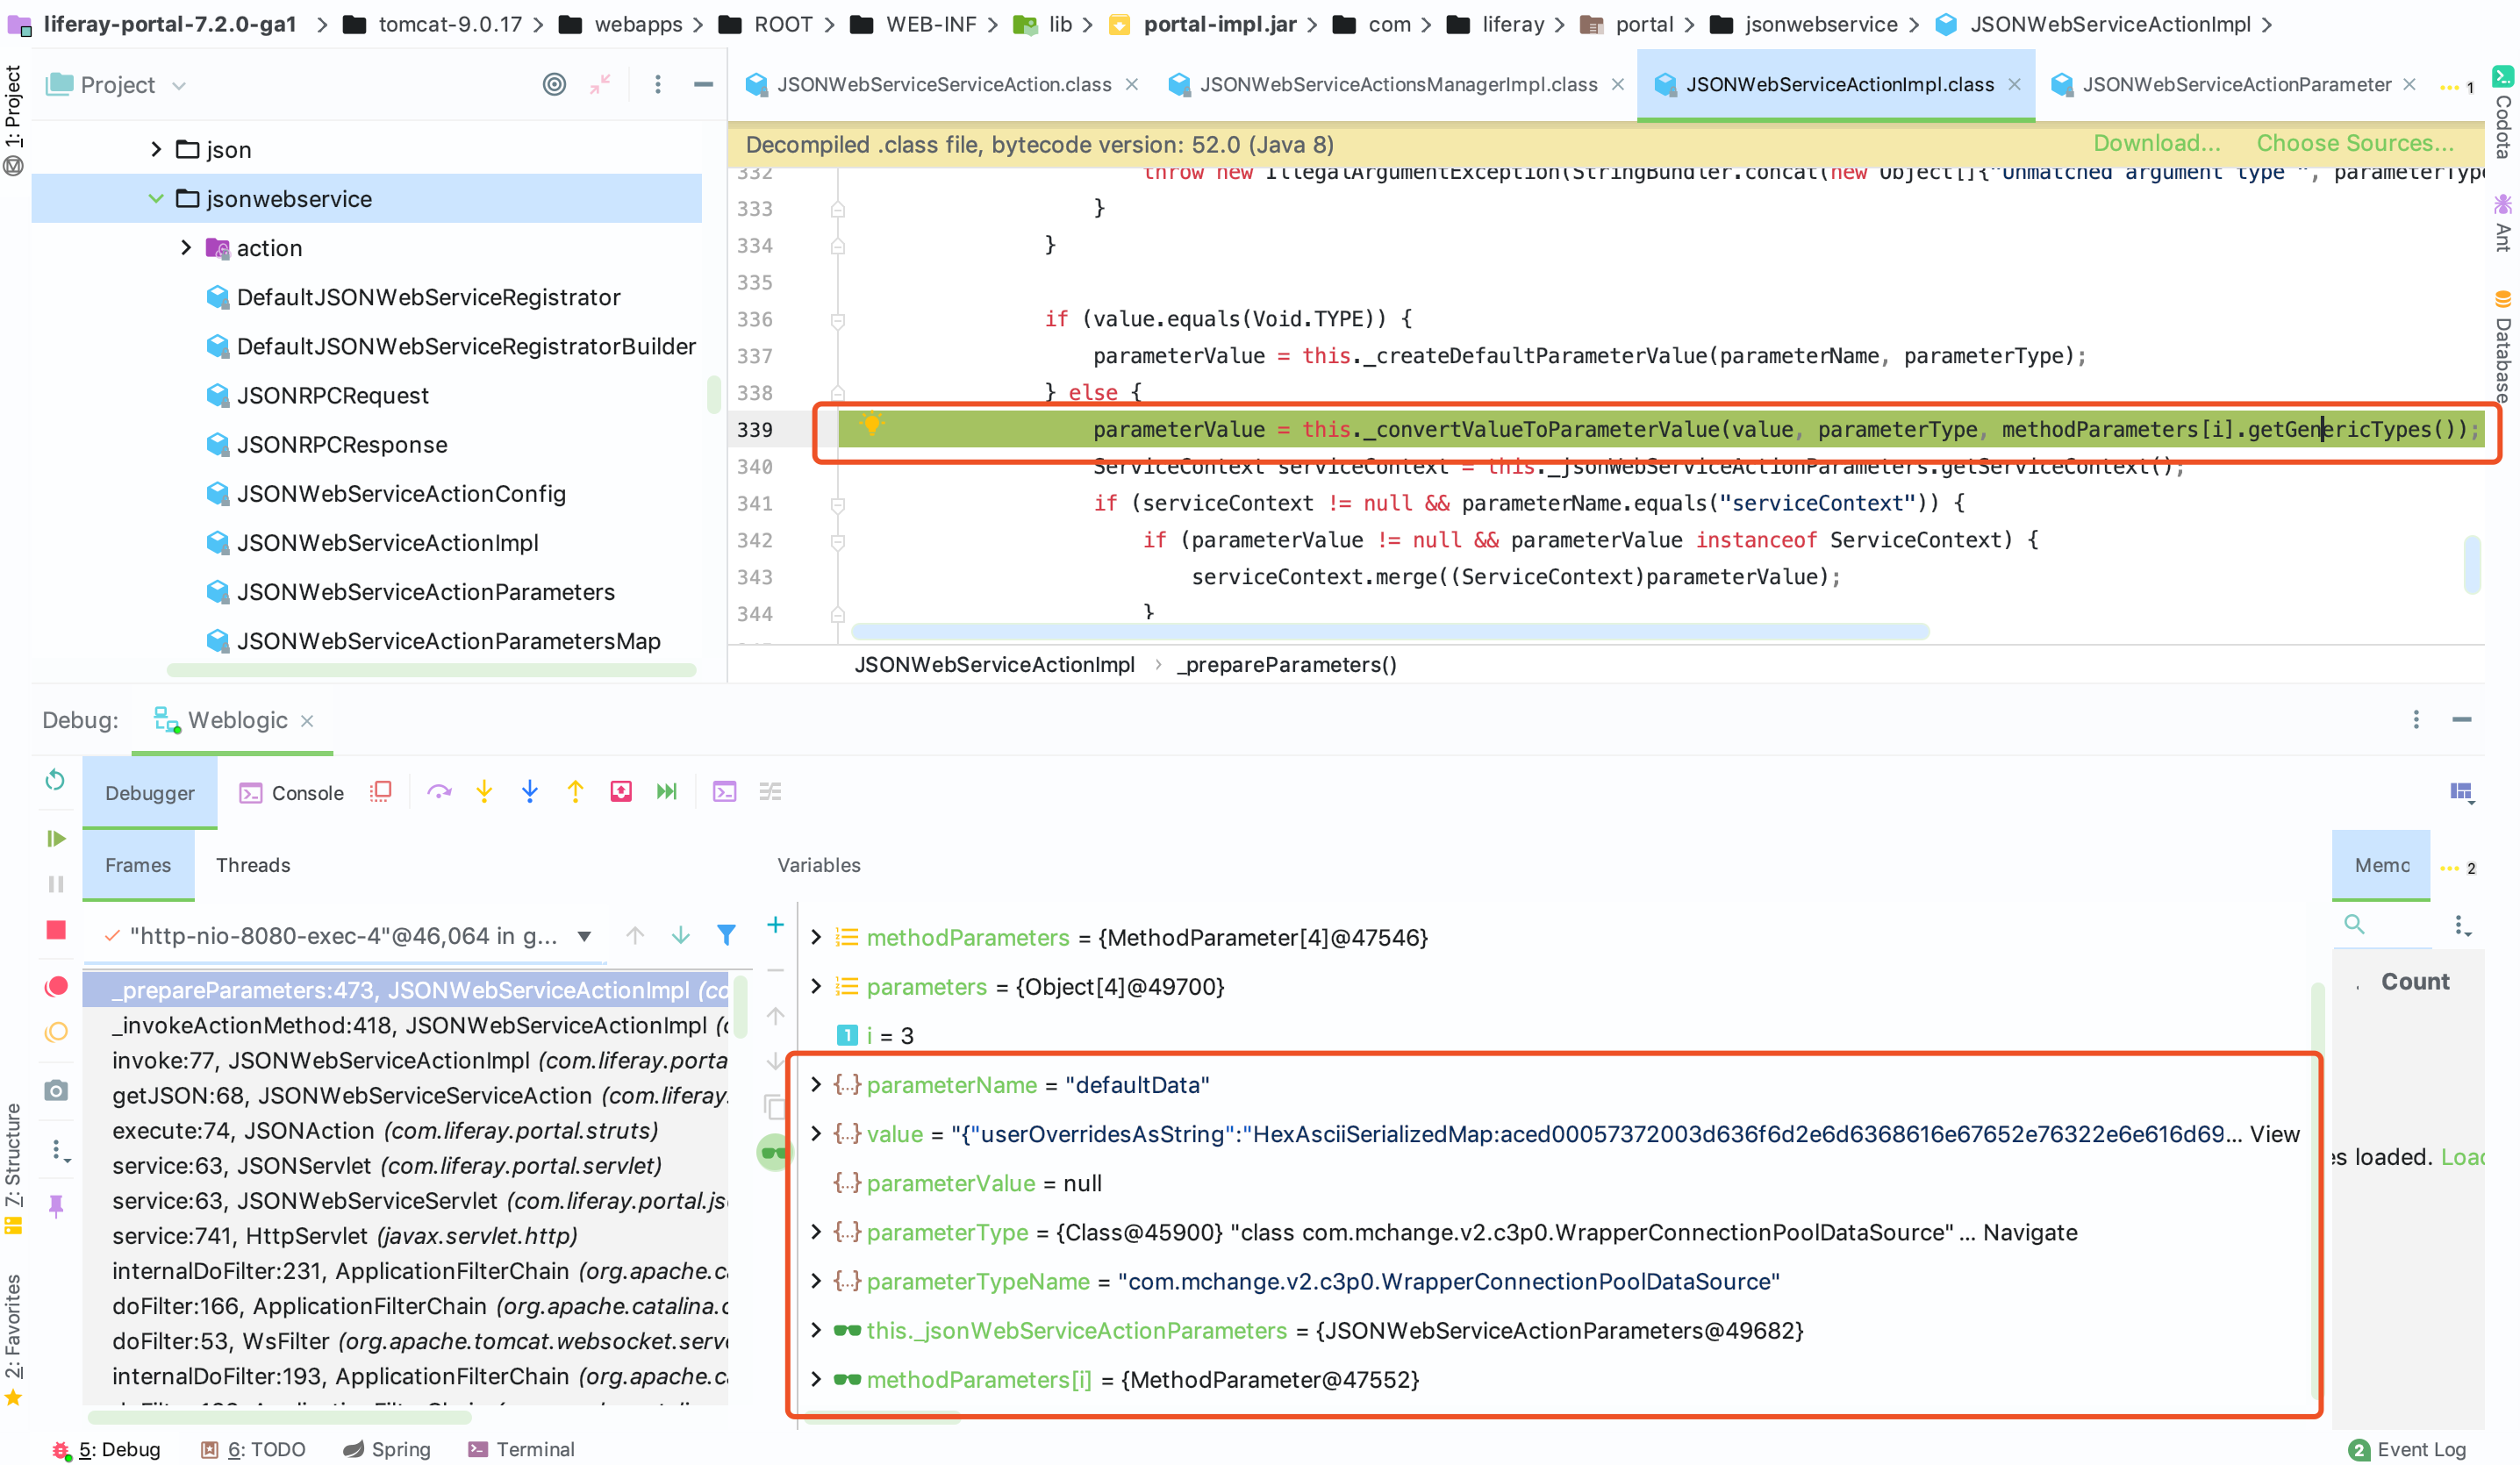 liferay-portal-7.2.0-ga1 tomcat-9.0.17 webapps ROOT WEB-INF lib portal-impl.jar com liferay portal jsonwebservice JSONWebServiceActionImpl
1: Project
Project
JSONWebServiceServiceAction.class JSONWebServiceActionsManagerImpl.class JSONWebServiceActionImpl.class JSONWebServiceActionParameter 1
Codota
Ant
Database
Decompiled .class file, bytecode version: 52.0 (Java 8) Download... Choose Sources...
json
jsonwebservice
action
DefaultJSONWebServiceRegistrator
DefaultJSONWebServiceRegistratorBuilder
JSONRPCRequest
JSONRPCResponse
JSONWebServiceActionConfig
JSONWebServiceActionImpl
JSONWebServiceActionParameters
JSONWebServiceActionParametersMap
332 throw new IllegalArgumentException(StringBundler.concat(new Object[]{"Unmatched argument type ", parameterType
333 }
334 }
335
336 if (value.equals(Void.TYPE)) {
337 parameterValue = this._createDefaultParameterValue(parameterName, parameterType);
338 } else {
339 parameterValue = this._convertValueToParameterValue(value, parameterType, methodParameters[i].getGenericTypes());
340 ServiceContext serviceContext = this._jsonWebServiceActionParameters.getServiceContext();
341 if (serviceContext != null && parameterName.equals("serviceContext")) {
342 if (parameterValue != null && parameterValue instanceof ServiceContext) {
343 serviceContext.merge((ServiceContext)parameterValue);
344 }
JSONWebServiceActionImpl _prepareParameters()
Debug: Weblogic
Debugger Console
Frames Threads
Variables
Memo 2
"http-nio-8080-exec-4"@46,064 in g...
_prepareParameters:473, JSONWebServiceActionImpl (co
_invokeActionMethod:418, JSONWebServiceActionImpl (c
invoke:77, JSONWebServiceActionImpl (com.liferay.porta
getJSON:68, JSONWebServiceServiceAction (com.liferay.
execute:74, JSONAction (com.liferay.portal.struts)
service:63, JSONServlet (com.liferay.portal.servlet)
service:63, JSONWebServiceServlet (com.liferay.portal.js
service:741, HttpServlet (javax.servlet.http)
internalDoFilter:231, ApplicationFilterChain (org.apache.ca
doFilter:166, ApplicationFilterChain (org.apache.catalina.c
doFilter:53, WsFilter (org.apache.tomcat.websocket.serve
internalDoFilter:193, ApplicationFilterChain (org.apache.ca
methodParameters = {MethodParameter[4]@47546}
parameters = {Object[4]@49700}
i = 3
parameterName = "defaultData"
value = "{"userOverridesAsString":"HexAsciiSerializedMap:aced00057372003d636f6d2e6d6368616e67652e76322e6e616d69... View
parameterValue = null
parameterType = {Class@45900} "class com.mchange.v2.c3p0.WrapperConnectionPoolDataSource" ... Navigate
parameterTypeName = "com.mchange.v2.c3p0.WrapperConnectionPoolDataSource"
this._jsonWebServiceActionParameters = {JSONWebServiceActionParameters@49682}
methodParameters[i] = {MethodParameter@47552}
Count
es loaded. Load
7: Structure
2: Favorites
5: Debug 6: TODO Spring Terminal 2 Event Log